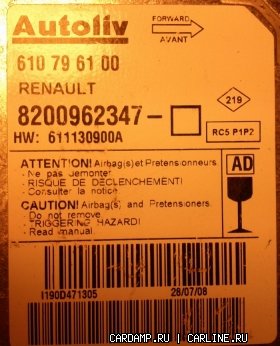 Autoliv
FORWARD
AVANT
610 79 61 00
RENAULT
219
8200962347-
HW: 611130900A
RC5 P1P2
ATTENTION! Airbag(s) et Pretensionneurs
- Ne pas demonter
- RISQUE DE DECLENCHEMENT!
- Consulter la notice.
AD
CAUTION! Airbag(s) and Pretensioners.
- Do not remove
- TRIGGERING HAZARD!
- Read manual.
I190D471305
28/07/08
CARDAMP.RU | CARLINE.RU